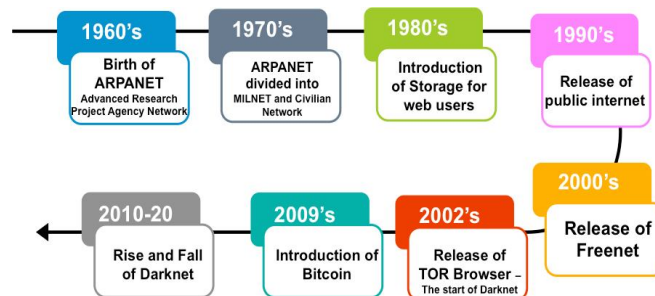 1960's
Birth of
ARPANET
Advanced Research
Project Agency Network
1970's
ARPANET
divided into
MILNET and Civilian
Network
1980's
Introduction
of Storage for
web users
1990's
Release of
public internet
2000's
Release of
Freenet
2002's
Release of
TOR Browser –
The start of Darknet
2009's
Introduction of
Bitcoin
2010-20
Rise and Fall
of Darknet